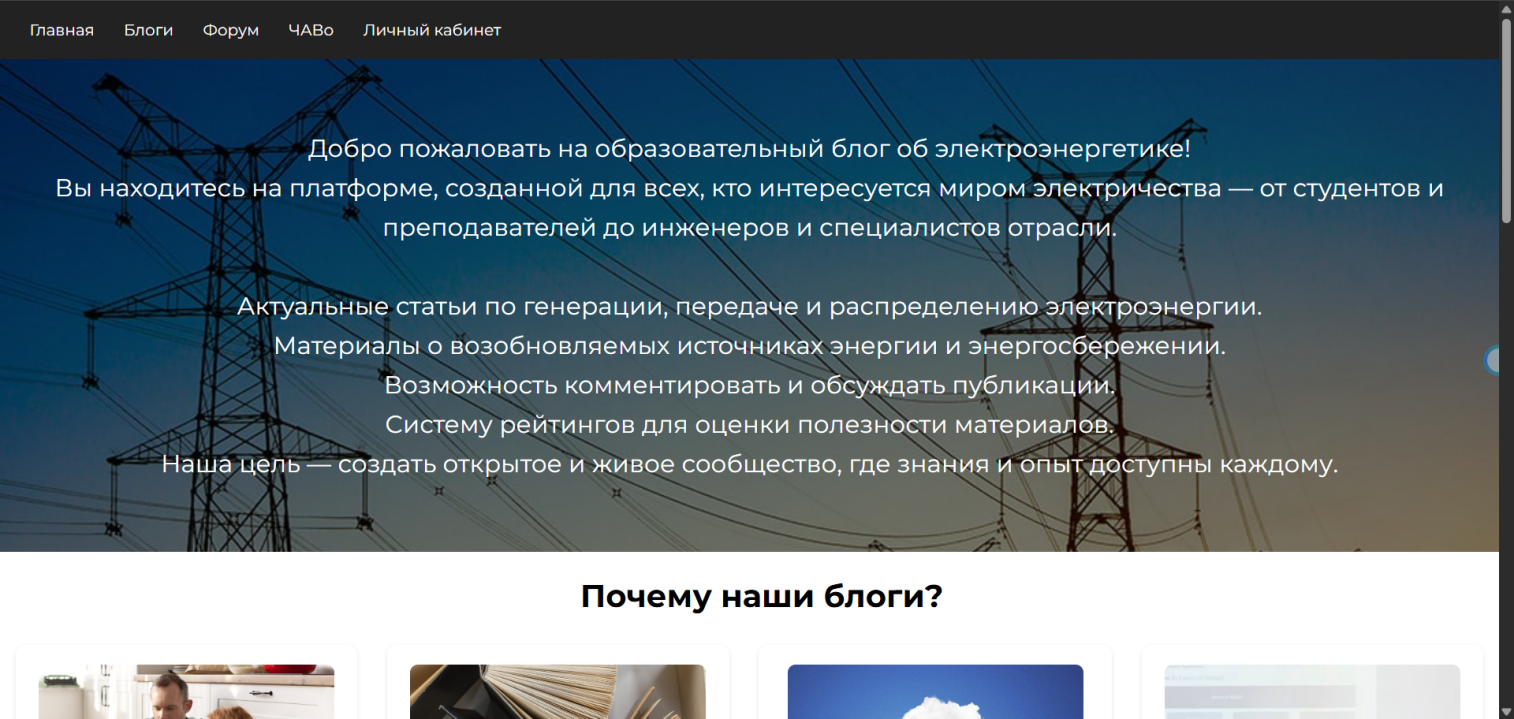 Главная Блоги Форум ЧАВо Личный кабинет
Добро пожаловать на образовательный блог об электроэнергетике!
Вы находитесь на платформе, созданной для всех, кто интересуется миром электричества — от студентов и
преподавателей до инженеров и специалистов отрасли.
Актуальные статьи по генерации, передаче и распределению электроэнергии.
Материалы о возобновляемых источниках энергии и энергосбережении.
Возможность комментировать и обсуждать публикации.
Систему рейтингов для оценки полезности материалов.
Наша цель — создать открытое и живое сообщество, где знания и опыт доступны каждому.
Почему наши блоги?